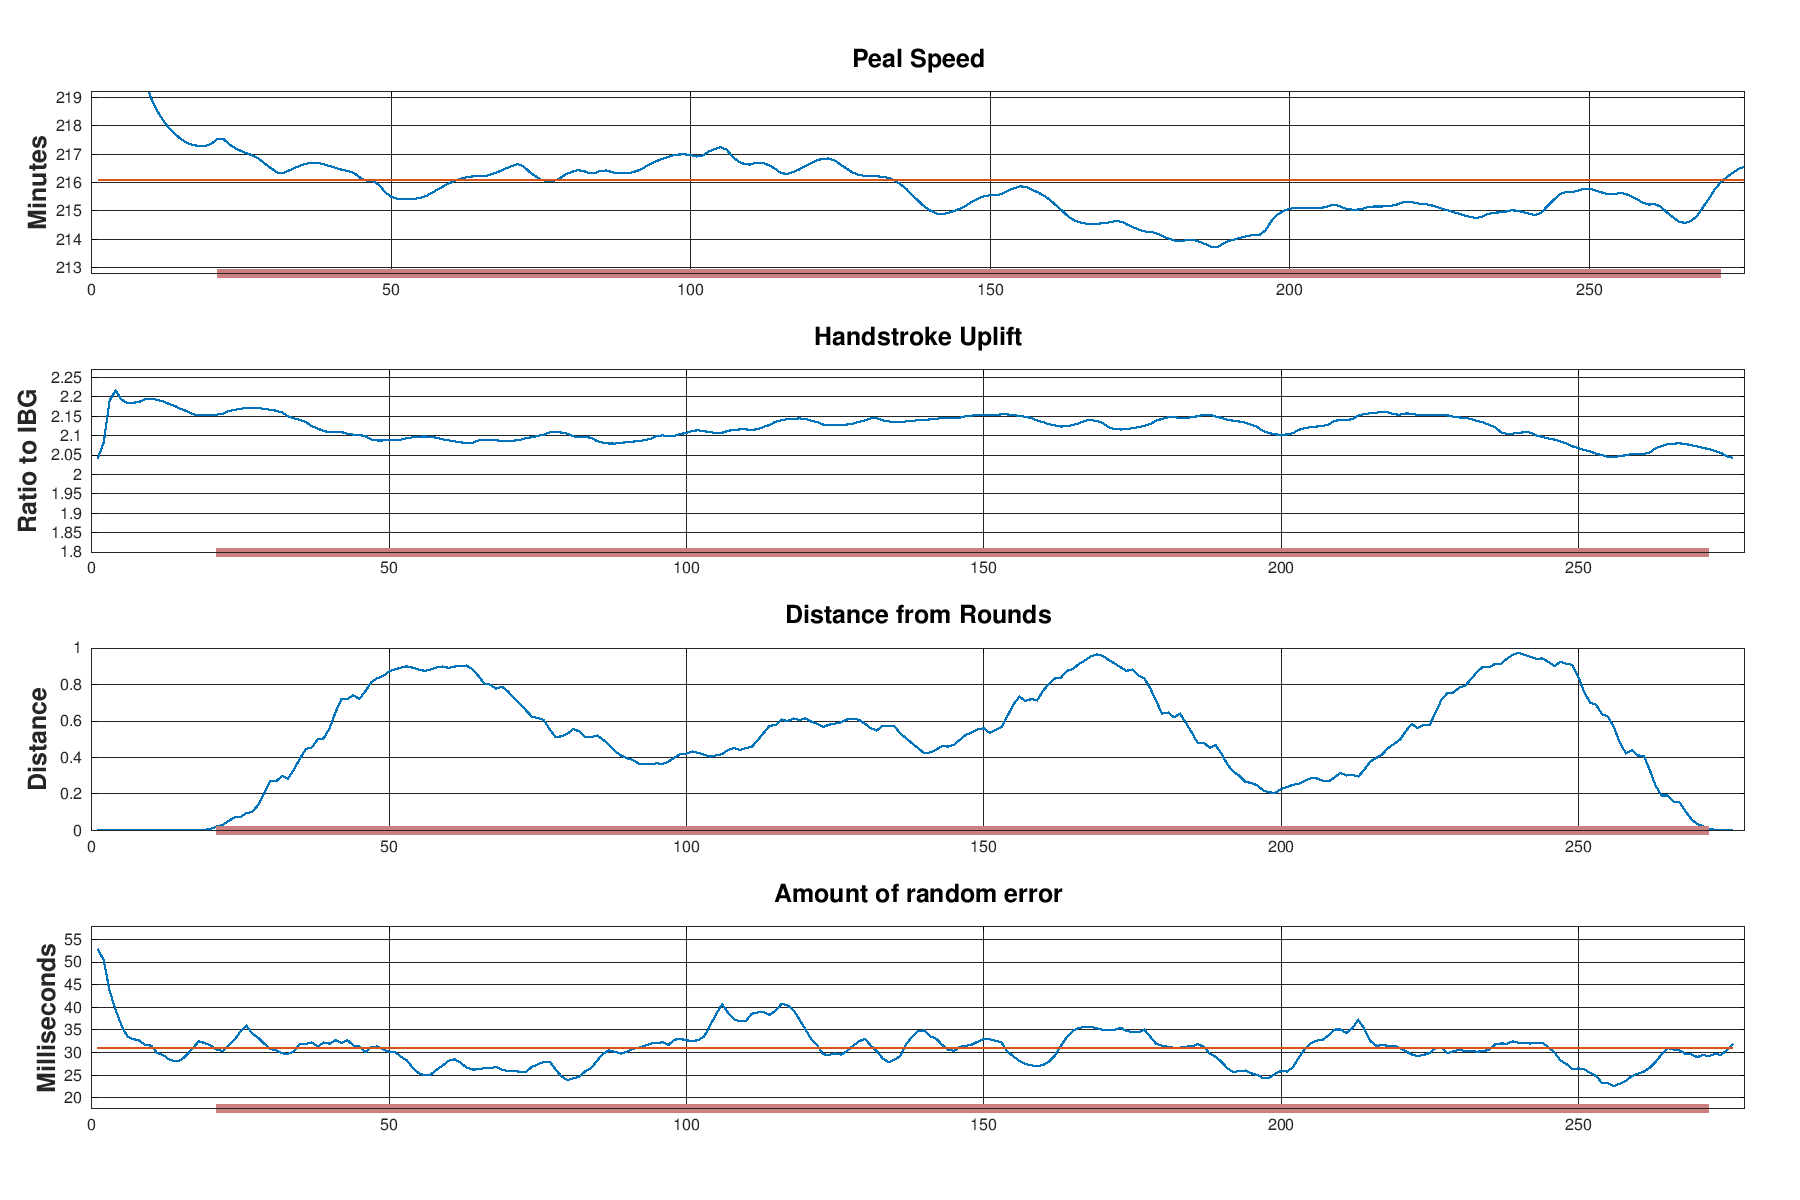 Peal Speed
Minutes
219
218
217
216
215
214
213
0 50 100 150 200 250
Handstroke Uplift
Ratio to IBG
2.25
2.2
2.15
2.1
2.05
2
1.95
1.9
1.85
1.8
0 50 100 150 200 250
Distance from Rounds
Distance
1
0.8
0.6
0.4
0.2
0
0 50 100 150 200 250
Amount of random error
Milliseconds
55
50
45
40
35
30
25
20
0 50 100 150 200 250